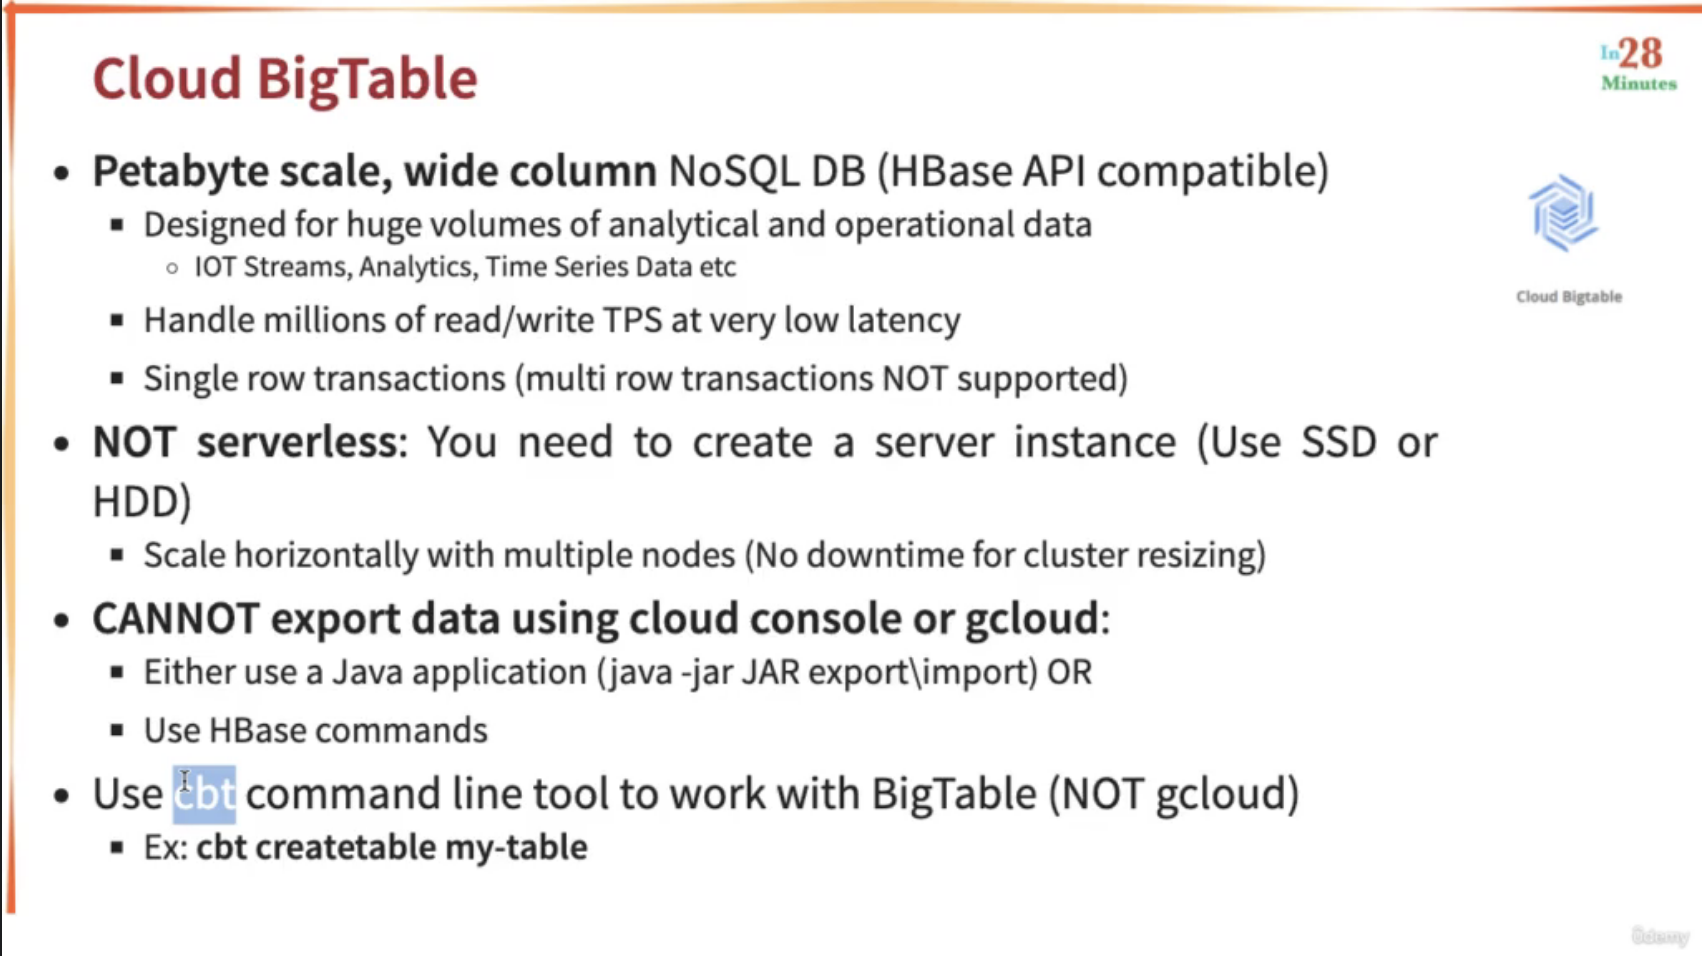 Cloud BigTable
In28
Minutes
• Petabyte scale, wide column NoSQL DB (HBase API compatible)
▪ Designed for huge volumes of analytical and operational data
○ IOT Streams, Analytics, Time Series Data etc
▪ Handle millions of read/write TPS at very low latency
▪ Single row transactions (multi row transactions NOT supported)
Cloud Bigtable
• NOT serverless: You need to create a server instance (Use SSD or
HDD)
▪ Scale horizontally with multiple nodes (No downtime for cluster resizing)
• CANNOT export data using cloud console or gcloud:
▪ Either use a Java application (java -jar JAR export\import) OR
▪ Use HBase commands
• Use cbt command line tool to work with BigTable (NOT gcloud)
▪ Ex: cbt createtable my-table
ûdemy